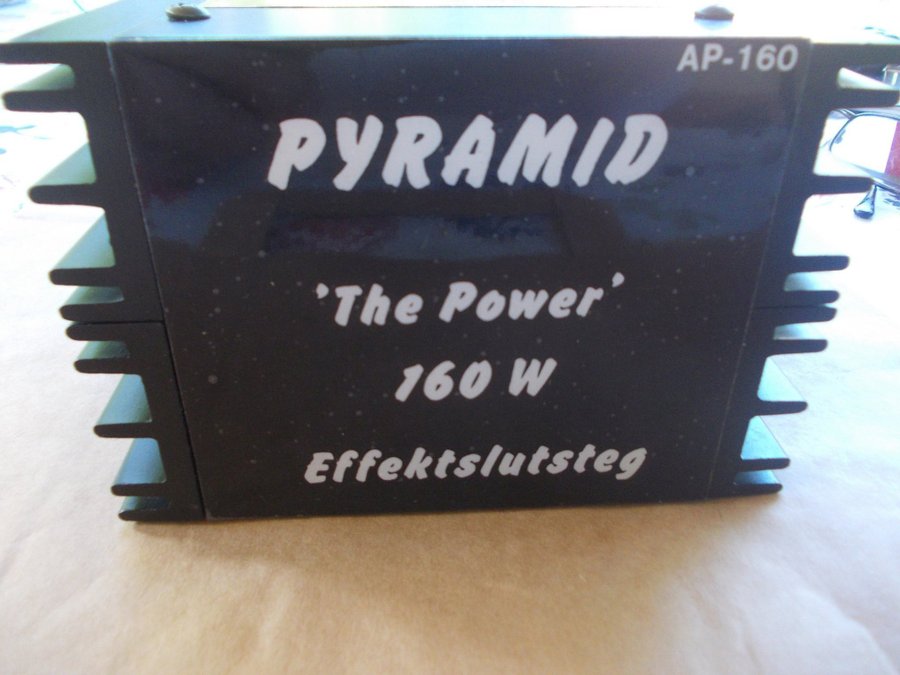 AP-160
PYRAMID
'The Power'
160 W
Effektslutsteg